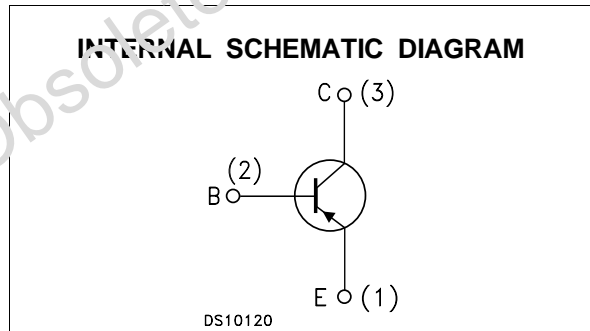 INTERNAL SCHEMATIC DIAGRAM
C (3)
(2)
B
E (1)
DS10120